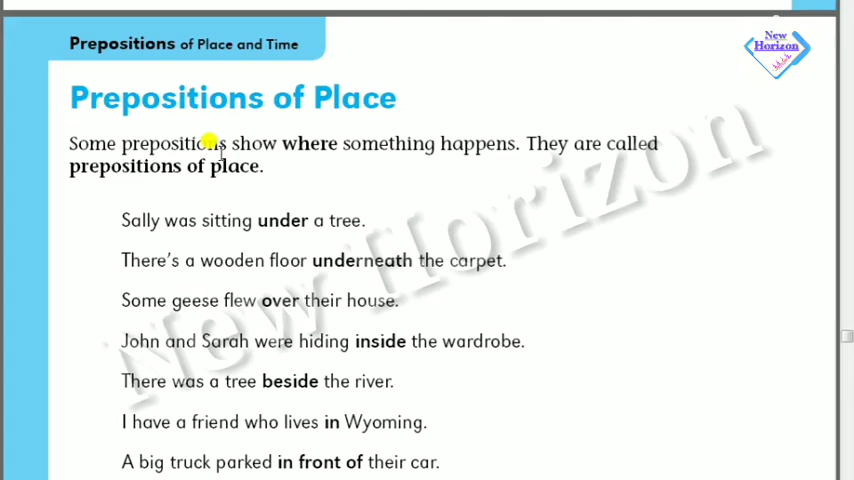 Prepositions of Place and Time
New
Horizon
Prepositions of Place
Some prepositions show where something happens. They are called
prepositions of place.
Sally was sitting under a tree.
There's a wooden floor underneath the carpet.
Some geese flew over their house.
John and Sarah were hiding inside the wardrobe.
There was a tree beside the river.
I have a friend who lives in Wyoming.
A big truck parked in front of their car.
New Horizon